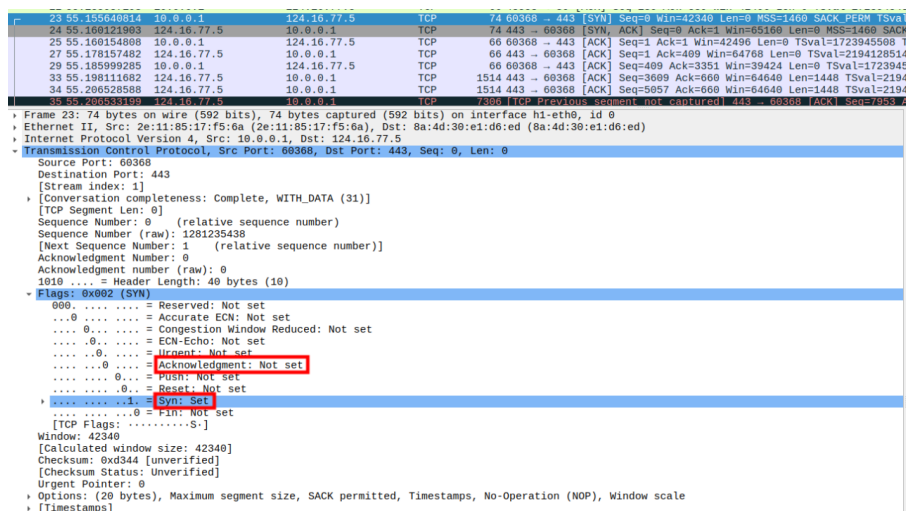 23 55.155640814 10.0.0.1 124.16.77.5 TCP 74 60368 → 443 [SYN] Seq=0 Win=42340 Len=0 MSS=1460 SACK_PERM TSval
24 55.160121903 124.16.77.5 10.0.0.1 TCP 74 443 → 60368 [SYN, ACK] Seq=0 Ack=1 Win=65160 Len=0 MSS=1460 SACK
25 55.160154808 10.0.0.1 124.16.77.5 TCP 66 60368 → 443 [ACK] Seq=1 Ack=1 Win=42496 Len=0 TSval=1723945508 T
27 55.178157482 124.16.77.5 10.0.0.1 TCP 66 443 → 60368 [ACK] Seq=1 Ack=409 Win=64768 Len=0 TSval=2194128514
29 55.185999285 10.0.0.1 124.16.77.5 TCP 66 60368 → 443 [ACK] Seq=409 Ack=3351 Win=39424 Len=0 TSval=1723945
33 55.198111682 124.16.77.5 10.0.0.1 TCP 1514 443 → 60368 [ACK] Seq=3609 Ack=660 Win=64640 Len=1448 TSval=2194
34 55.206528588 124.16.77.5 10.0.0.1 TCP 1514 443 → 60368 [ACK] Seq=5057 Ack=660 Win=64640 Len=1448 TSval=2194
35 55.206533199 124.16.77.5 10.0.0.1 TCP 7306 [TCP Previous segment not captured] 443 → 60368 [ACK] Seq=7953 A
Frame 23: 74 bytes on wire (592 bits), 74 bytes captured (592 bits) on interface h1-eth0, id 0
Ethernet II, Src: 2e:11:85:17:f5:6a (2e:11:85:17:f5:6a), Dst: 8a:4d:30:e1:d6:ed (8a:4d:30:e1:d6:ed)
Internet Protocol Version 4, Src: 10.0.0.1, Dst: 124.16.77.5
Transmission Control Protocol, Src Port: 60368, Dst Port: 443, Seq: 0, Len: 0
Source Port: 60368
Destination Port: 443
[Stream index: 1]
[Conversation completeness: Complete, WITH_DATA (31)]
[TCP Segment Len: 0]
Sequence Number: 0 (relative sequence number)
Sequence Number (raw): 1281235438
[Next Sequence Number: 1 (relative sequence number)]
Acknowledgment Number: 0
Acknowledgment number (raw): 0
1010 .... = Header Length: 40 bytes (10)
Flags: 0x002 (SYN)
000. .... .... = Reserved: Not set
...0 .... .... = Accurate ECN: Not set
.... 0... .... = Congestion Window Reduced: Not set
.... .0.. .... = ECN-Echo: Not set
.... ..0. .... = Urgent: Not set
.... ...0 .... = Acknowledgment: Not set
.... .... 0... = Push: Not set
.... .... .0.. = Reset: Not set
.... .... ..1. = Syn: Set
.... .... ...0 = Fin: Not set
[TCP Flags: ··········S·]
Window: 42340
[Calculated window size: 42340]
Checksum: 0xd344 [unverified]
[Checksum Status: Unverified]
Urgent Pointer: 0
Options: (20 bytes), Maximum segment size, SACK permitted, Timestamps, No-Operation (NOP), Window scale
[Timestamps]